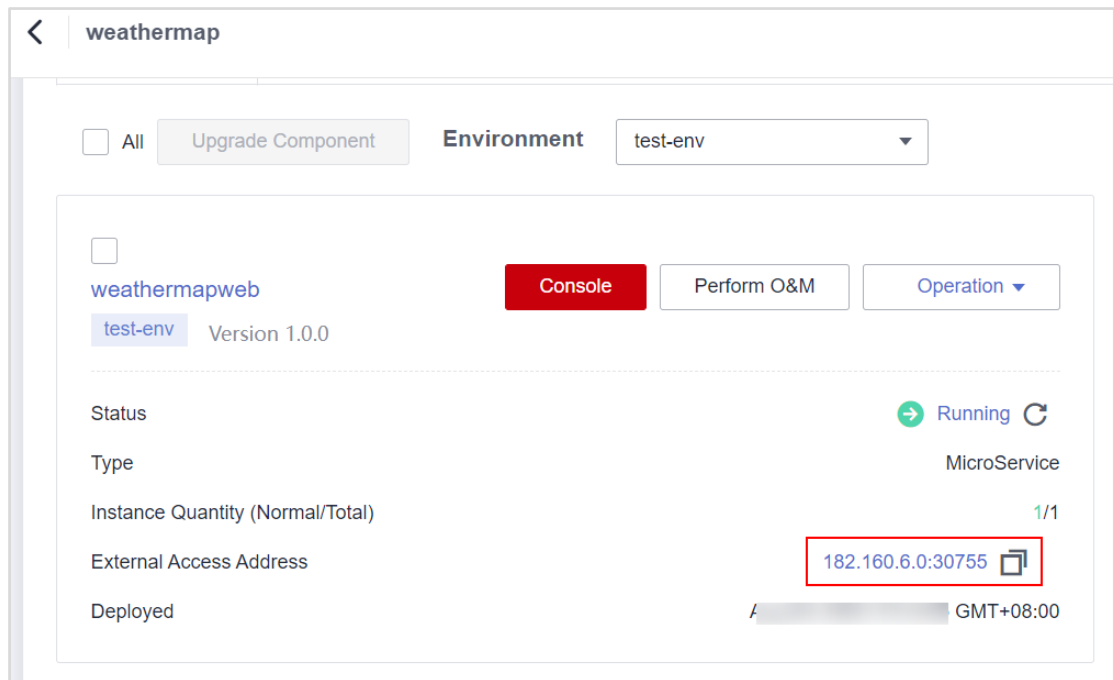 weathermap
All Upgrade Component Environment test-env
weathermapweb
Console Perform O&M Operation
test-env Version 1.0.0
Status Running
Type MicroService
Instance Quantity (Normal/Total) 1/1
External Access Address 182.160.6.0:30755
Deployed GMT+08:00